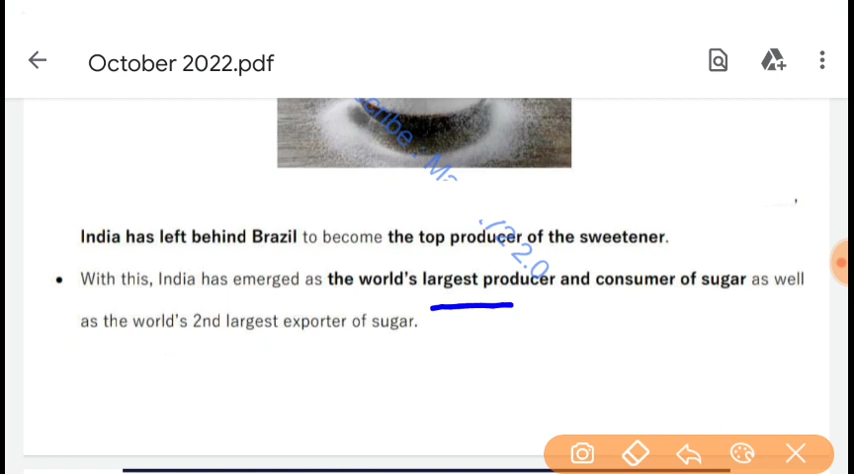 October 2022.pdf
India has left behind Brazil to become the top producer of the sweetener.
• With this, India has emerged as the world's largest producer and consumer of sugar as well
as the world's 2nd largest exporter of sugar.